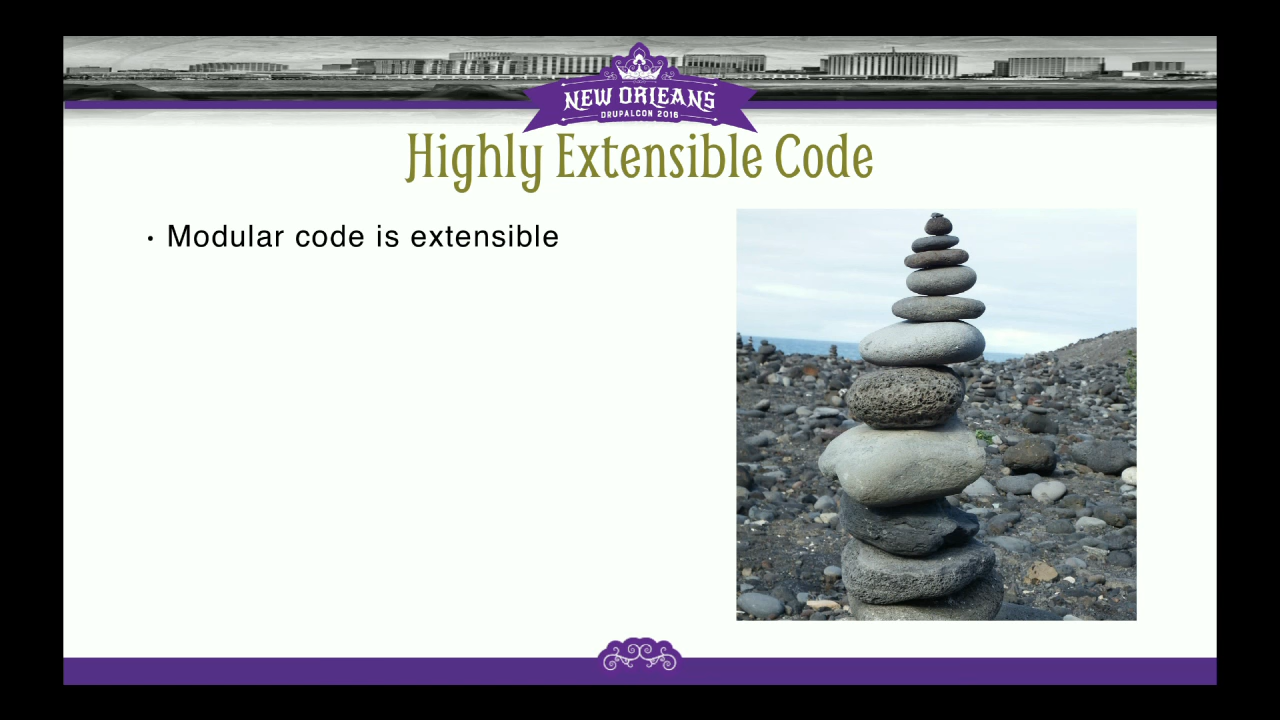 NEW ORLEANS
DRUPALCON 2016
Highly Extensible Code
• Modular code is extensible